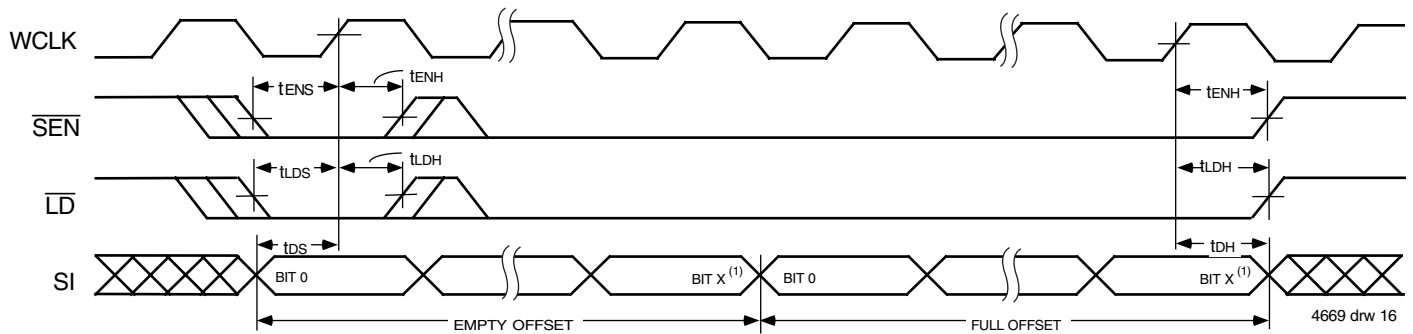 WCLK
tENS
tENH
tENH
SEN
tLDS
tLDH
tLDH
LD
tDS
tDH
SI
BIT 0
BIT X (1)
BIT 0
BIT X (1)
EMPTY OFFSET
FULL OFFSET
4669 drw 16